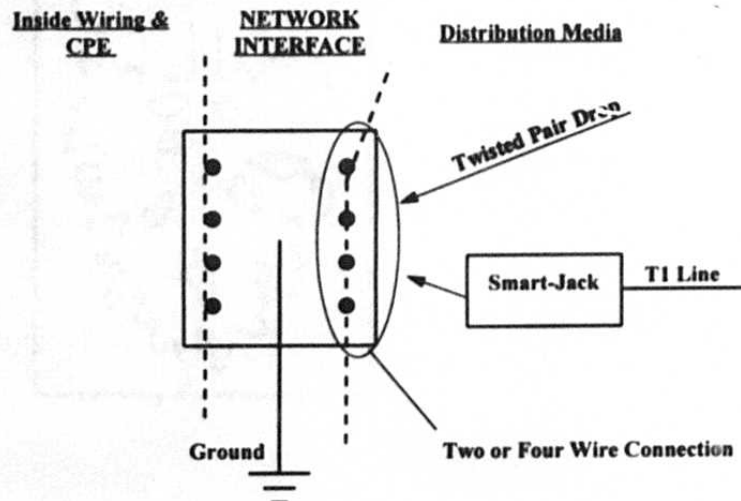 Inside Wiring &
CPE
NETWORK
INTERFACE
Distribution Media
Twisted Pair Drop
Smart-Jack
T1 Line
Ground
Two or Four Wire Connection